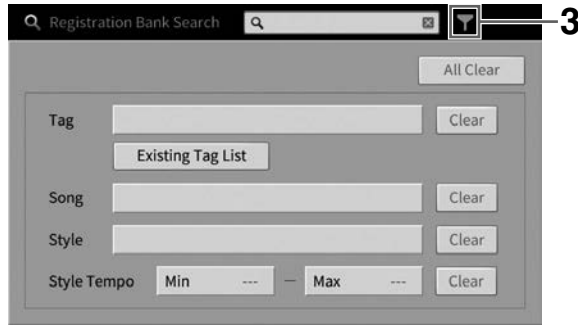 Registration Bank Search
3
All Clear
Tag Clear
Existing Tag List
Song Clear
Style Clear
Style Tempo Min --- – Max --- Clear